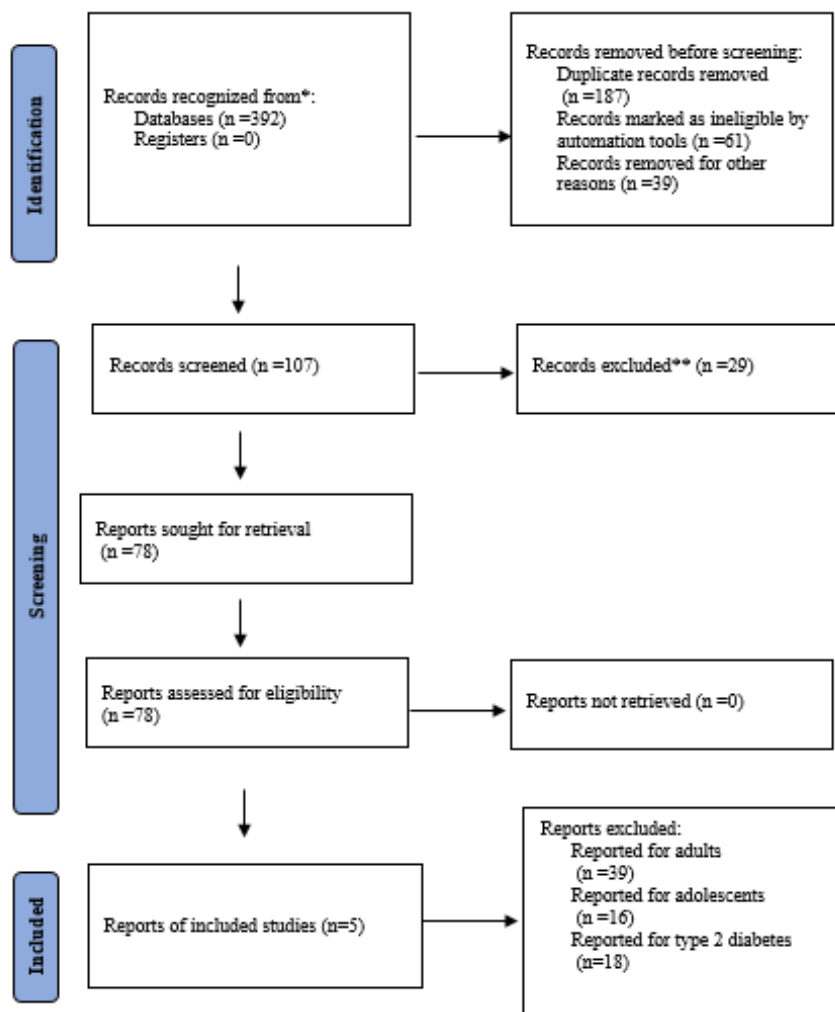 Identification
Records recognized from*:
Databases (n =392)
Registers (n =0)
Records removed before screening:
Duplicate records removed
(n =187)
Records marked as ineligible by
automation tools (n =61)
Records removed for other
reasons (n =39)
Screening
Records screened (n =107)
Records excluded** (n =29)
Reports sought for retrieval
(n =78)
Reports assessed for eligibility
(n =78)
Reports not retrieved (n =0)
Included
Reports of included studies (n=5)
Reports excluded:
Reported for adults
(n =39)
Reported for adolescents
(n =16)
Reported for type 2 diabetes
(n=18)